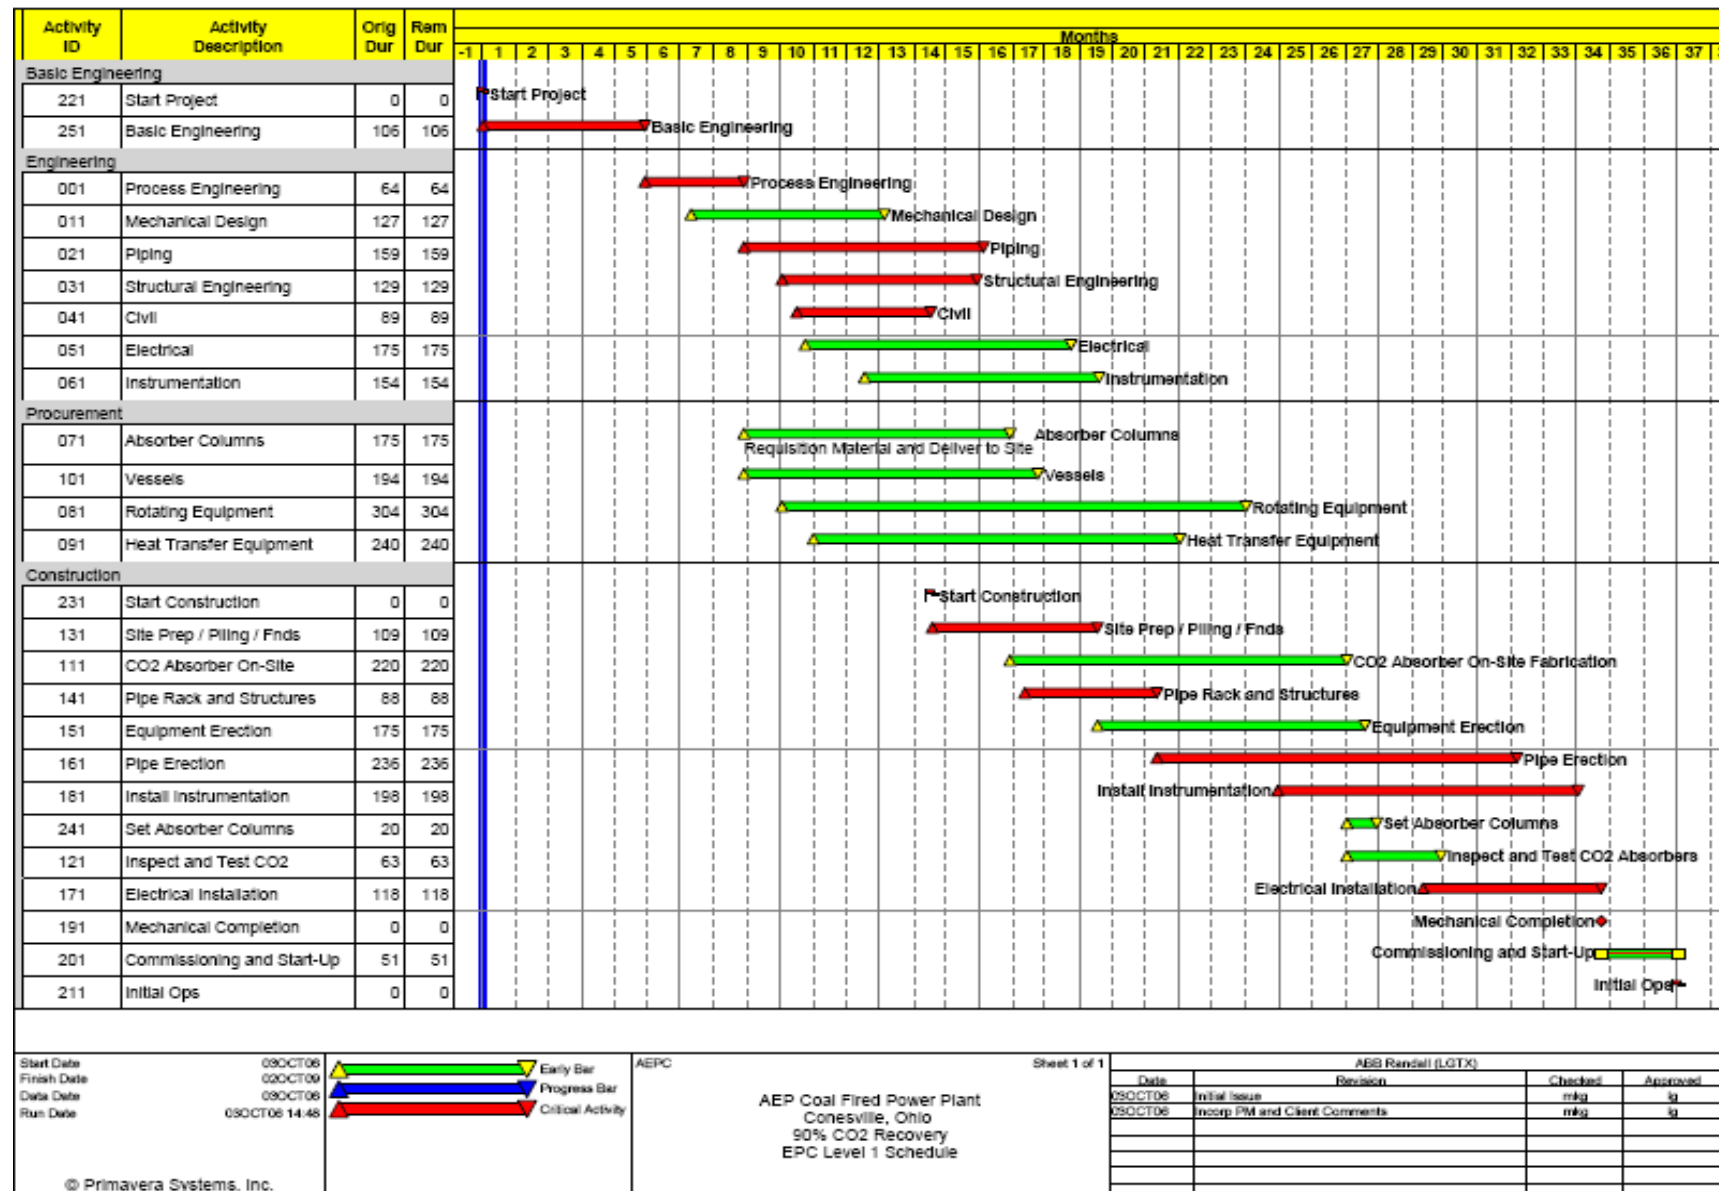 Activity ID Activity Description Orig Dur Rem Dur Months
-1 1 2 3 4 5 6 7 8 9 10 11 12 13 14 15 16 17 18 19 20 21 22 23 24 25 26 27 28 29 30 31 32 33 34 35 36 37
Basic Engineering
221 Start Project 0 0 Start Project
251 Basic Engineering 106 106 Basic Engineering
Engineering
001 Process Engineering 64 64 Process Engineering
011 Mechanical Design 127 127 Mechanical Design
021 Piping 159 159 Piping
031 Structural Engineering 129 129 Structural Engineering
041 Civil 89 89 Civil
051 Electrical 175 175 Electrical
061 Instrumentation 154 154 Instrumentation
Procurement
071 Absorber Columns 175 175 Absorber Columns
Requisition Material and Deliver to Site
101 Vessels 194 194 Vessels
081 Rotating Equipment 304 304 Rotating Equipment
091 Heat Transfer Equipment 240 240 Heat Transfer Equipment
Construction
231 Start Construction 0 0 Start Construction
131 Site Prep / Piling / Fnds 109 109 Site Prep / Piling / Fnds
111 CO2 Absorber On-Site 220 220 CO2 Absorber On-Site Fabrication
141 Pipe Rack and Structures 88 88 Pipe Rack and Structures
151 Equipment Erection 175 175 Equipment Erection
161 Pipe Erection 236 236 Pipe Erection
181 Install Instrumentation 198 198 Install Instrumentation
241 Set Absorber Columns 20 20 Set Absorber Columns
121 Inspect and Test CO2 63 63 Inspect and Test CO2 Absorbers
171 Electrical Installation 118 118 Electrical Installation
191 Mechanical Completion 0 0 Mechanical Completion
201 Commissioning and Start-Up 51 51 Commissioning and Start-Up
211 Initial Ops 0 0 Initial Ops
Start Date 03OCT06
Finish Date 02OCT09
Data Date 03OCT06
Run Date 03OCT06 14:48
© Primavera Systems, Inc.
Early Bar
Progress Bar
Critical Activity
AEPC Sheet 1 of 1
AEP Coal Fired Power Plant
Conesville, Ohio
90% CO2 Recovery
EPC Level 1 Schedule
ABB Randall (LGTX)
Date Revision Checked Approved
03OCT06 Initial Issue mkg lg
03OCT06 Incorp PM and Client Comments mkg lg